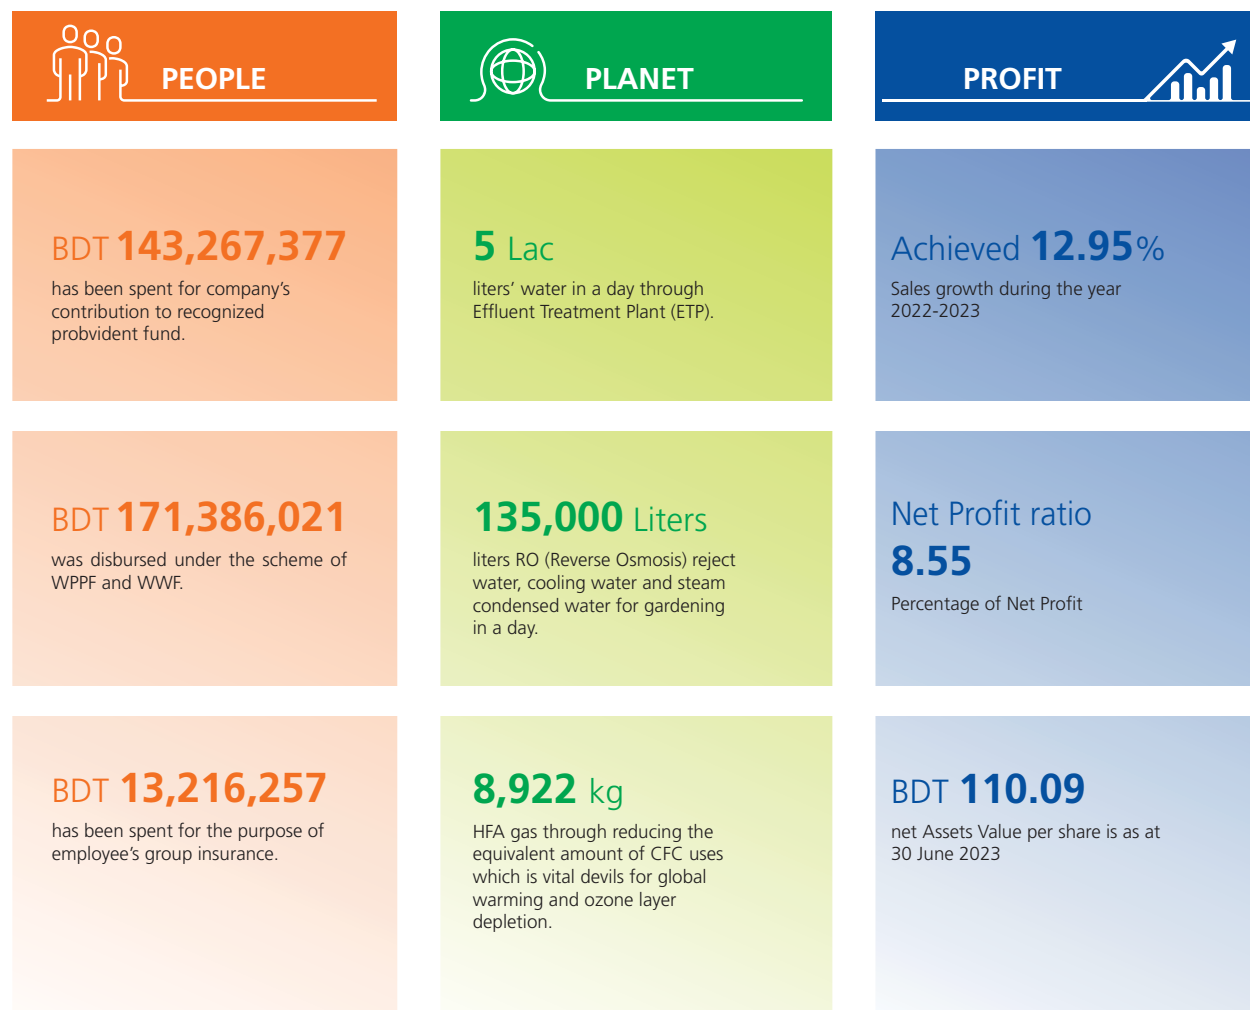 PEOPLE
BDT 143,267,377
has been spent for company's
contribution to recognized
probvident fund.
BDT 171,386,021
was disbursed under the scheme of
WPPF and WWF.
BDT 13,216,257
has been spent for the purpose of
employee's group insurance.
PLANET
5 Lac
liters' water in a day through
Effluent Treatment Plant (ETP).
135,000 Liters
liters RO (Reverse Osmosis) reject
water, cooling water and steam
condensed water for gardening
in a day.
8,922 kg
HFA gas through reducing the
equivalent amount of CFC uses
which is vital devils for global
warming and ozone layer
depletion.
PROFIT
Achieved 12.95%
Sales growth during the year
2022-2023
Net Profit ratio
8.55
Percentage of Net Profit
BDT 110.09
net Assets Value per share is as at
30 June 2023